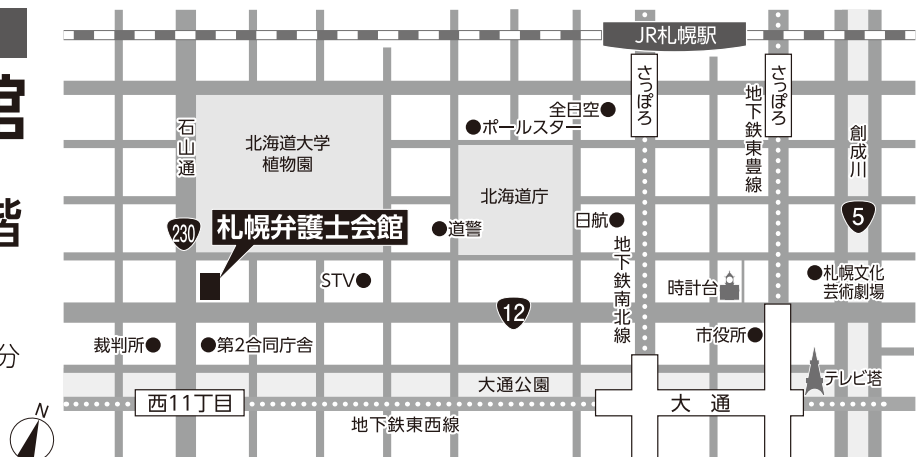 館
階
分
JR札幌駅
さっぽろ
さっぽろ
全日空
ポールスター
地下鉄東豊線
石山通
北海道大学
植物園
創成川
北海道庁
5
230
札幌弁護士会館
道警
日航
地下鉄南北線
STV
時計台
札幌文化
芸術劇場
12
裁判所
第2合同庁舎
市役所
大通公園
テレビ塔
西11丁目
大 通
地下鉄東西線
N